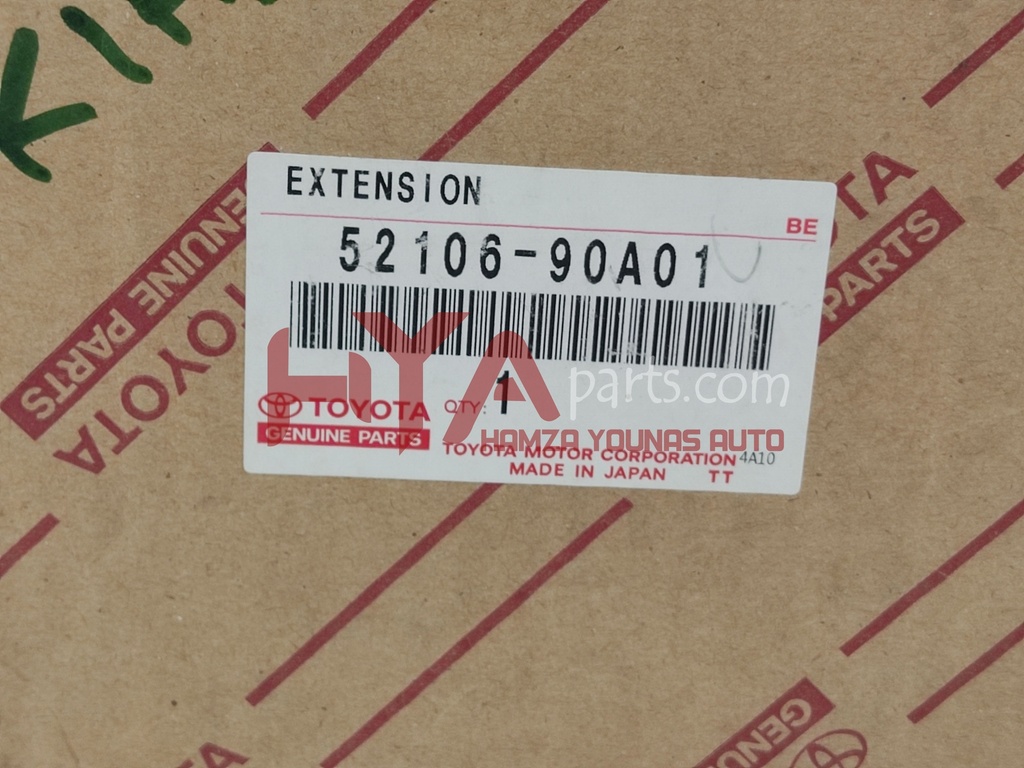 EXTENSION
BE
52106-90A01
HYA parts.com
TOYOTA QTY: 1
HAMZA YOUNAS AUTO
GENUINE PARTS
TOYOTA MOTOR CORPORATION 4A10
MADE IN JAPAN TT
GENUINE PARTS
TOYOTA
TOYOTA
PARTS
GENUINE